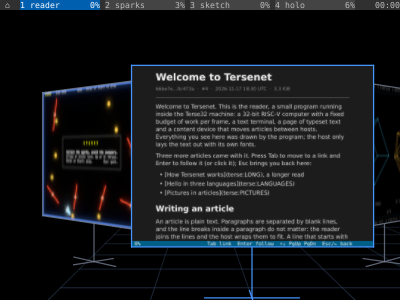 1 reader 0% 2 sparks 3% 3 sketch 0% 4 holo 6% 00:00
Welcome to Tersenet
Welcome to Tersenet. This is the reader, a small program running
inside the Terse32 machine: a 32-bit RISC-V computer with a fixed
budget of work per frame, a text terminal, a page of typeset text
and a content device that moves articles between hosts.
Everything you see here was drawn by the program; the host only
lays the text out with its own fonts.
Three more articles came with it. Press Tab to move to a link and
Enter to follow it (or click it); Esc brings you back:
• [How Tersenet works](terse:LONG), a longer read
• [Hello in three languages](terse:LANGUAGES)
• [Pictures in articles](terse:PICTURES)
Writing an article
An article is plain text. Paragraphs are separated by blank lines,
and the line breaks inside a paragraph do not matter: the reader
joins the lines and the host wraps them to fit. A line that starts with
0% Tab link Enter follow ↑↓ PgUp PgDn Esc/← back